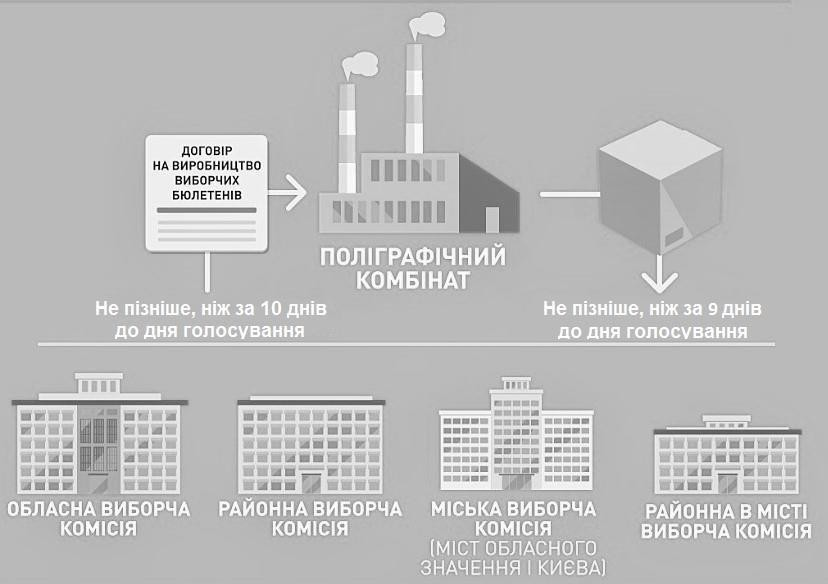 ДОГОВІР
НА ВИРОБНИЦТВО
ВИБОРЧИХ
БЮЛЕТЕНІВ
ПОЛІГРАФІЧНИЙ
КОМБІНАТ
Не пізніше, ніж за 10 днів
до дня голосування
Не пізніше, ніж за 9 днів
до дня голосування
ОБЛАСНА ВИБОРЧА
КОМІСІЯ
РАЙОННА ВИБОРЧА
КОМІСІЯ
МІСЬКА ВИБОРЧА
КОМІСІЯ
(МІСТ ОБЛАСНОГО
ЗНАЧЕННЯ І КИЄВА)
РАЙОННА В МІСТІ
ВИБОРЧА КОМІСІЯ